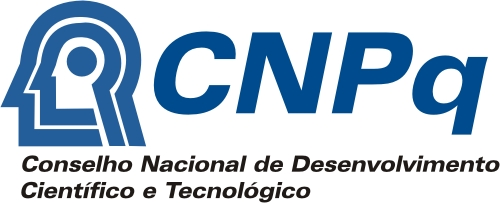 CNPq
Conselho Nacional de Desenvolvimento
Científico e Tecnológico